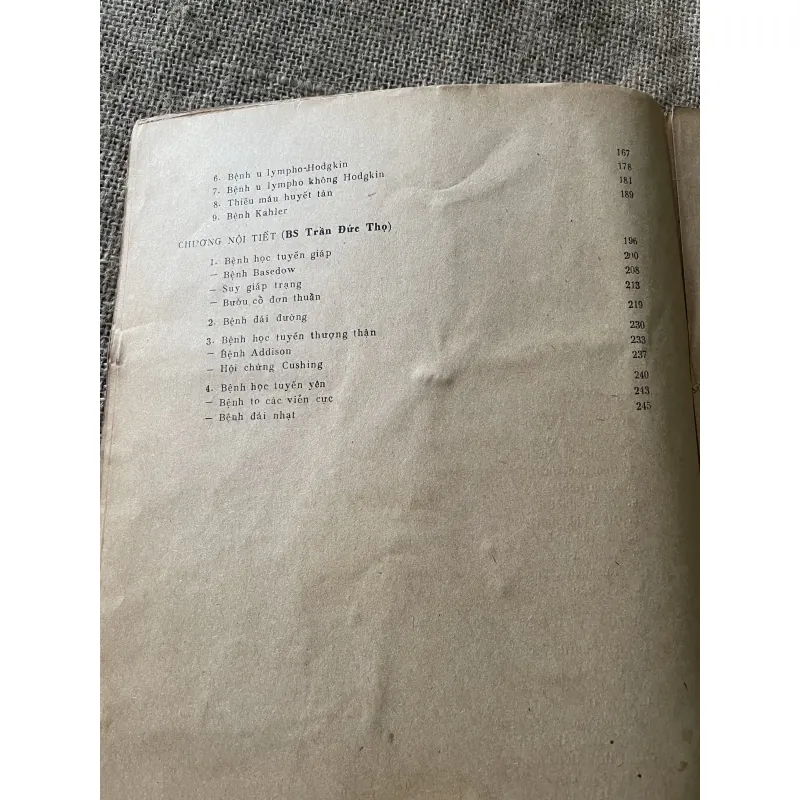 6. Bệnh u lympho-Hodgkin 167
7. Bệnh u lympho không Hodgkin 178
8. Thiếu máu huyết tán 181
9. Bệnh Kahler 189
CHƯƠNG NỘI TIẾT (BS Trần Đức Thọ)
1. Bệnh học tuyến giáp 196
— Bệnh Basedow 200
— Suy giáp trạng 208
— Bướu cổ đơn thuần 213
2. Bệnh đái đường 219
3. Bệnh học tuyến thượng thận 230
— Bệnh Addison 233
— Hội chứng Cushing 237
4. Bệnh học tuyến yên 240
— Bệnh to các viễn cực 243
— Bệnh đái nhạt 245